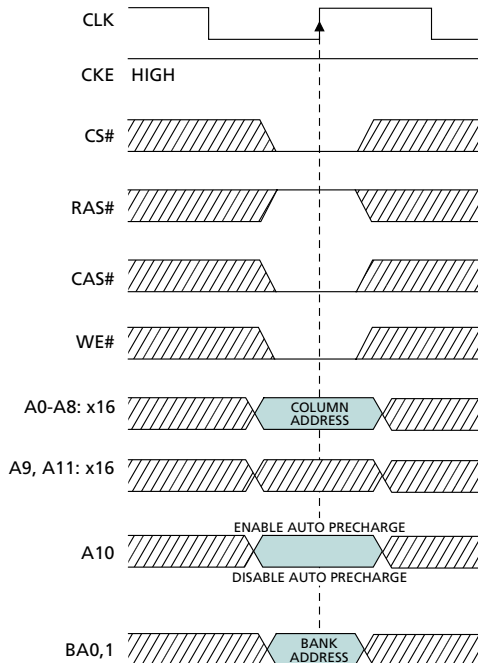 CLK
CKE HIGH
CS#
RAS#
CAS#
WE#
A0-A8: x16
COLUMN
ADDRESS
A9, A11: x16
ENABLE AUTO PRECHARGE
A10
DISABLE AUTO PRECHARGE
BA0,1
BANK
ADDRESS